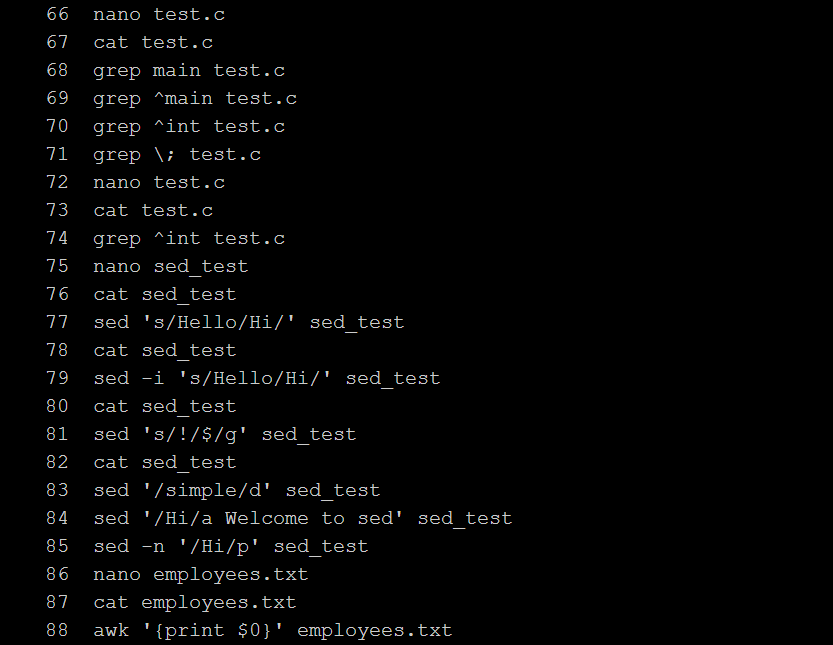 66 nano test.c
67 cat test.c
68 grep main test.c
69 grep ^main test.c
70 grep ^int test.c
71 grep \; test.c
72 nano test.c
73 cat test.c
74 grep ^int test.c
75 nano sed_test
76 cat sed_test
77 sed 's/Hello/Hi/' sed_test
78 cat sed_test
79 sed -i 's/Hello/Hi/' sed_test
80 cat sed_test
81 sed 's/!/$/g' sed_test
82 cat sed_test
83 sed '/simple/d' sed_test
84 sed '/Hi/a Welcome to sed' sed_test
85 sed -n '/Hi/p' sed_test
86 nano employees.txt
87 cat employees.txt
88 awk '{print $0}' employees.txt